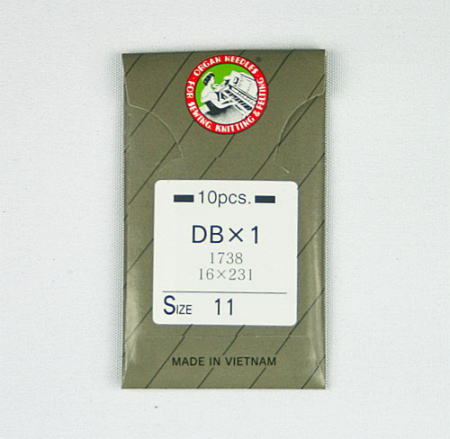 ORGAN NEEDLES
FOR SEWING, KNITTING & FELTING
10pcs.
DB×1
1738
16×231
SIZE 11
MADE IN VIETNAM